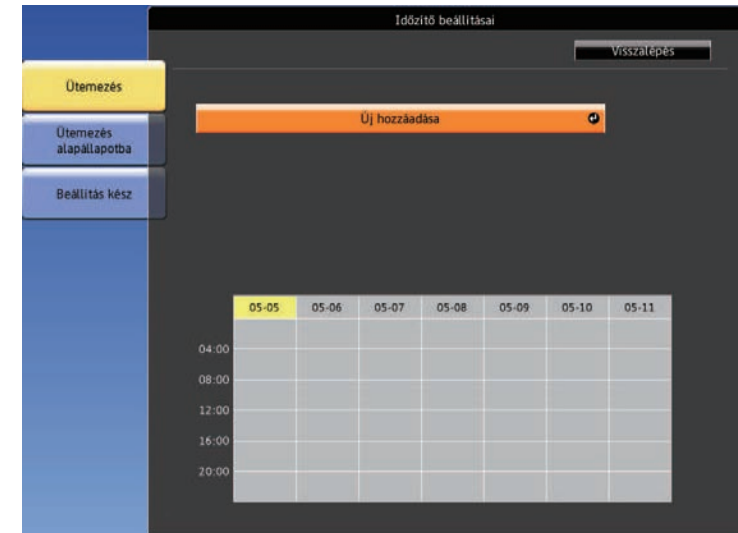 Időzítő beállításai
Visszalépés
Ütemezés
Új hozzáadása
Ütemezés
alapállapotba
Beállítás kész
05-05 05-06 05-07 05-08 05-09 05-10 05-11
04:00
08:00
12:00
16:00
20:00